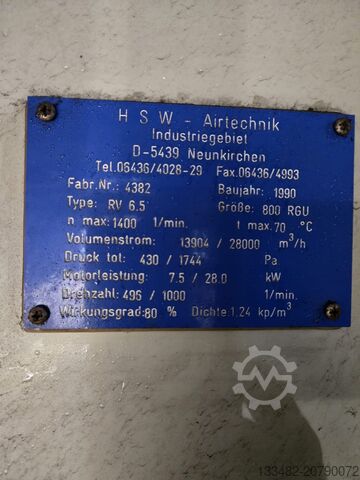 H S W - Airtechnik
Industriegebiet
D-5439 Neunkirchen
Tel.06436/4028-29 Fax.06436/4993
Fabr.Nr.: 4382 Baujahr: 1990
Type: RV 6.5 Größe: 800 RGU
n max: 1400 1/min. t max. 70 °C
Volumenstrom: 13904 / 28000 m³/h
Druck tot: 430 / 1744 Pa
Motorleistung: 7.5 / 28.0 kW
Drehzahl: 496 / 1000 1/min.
Wirkungsgrad: 80 % Dichte 1.24 kp/m³
133482-20790072